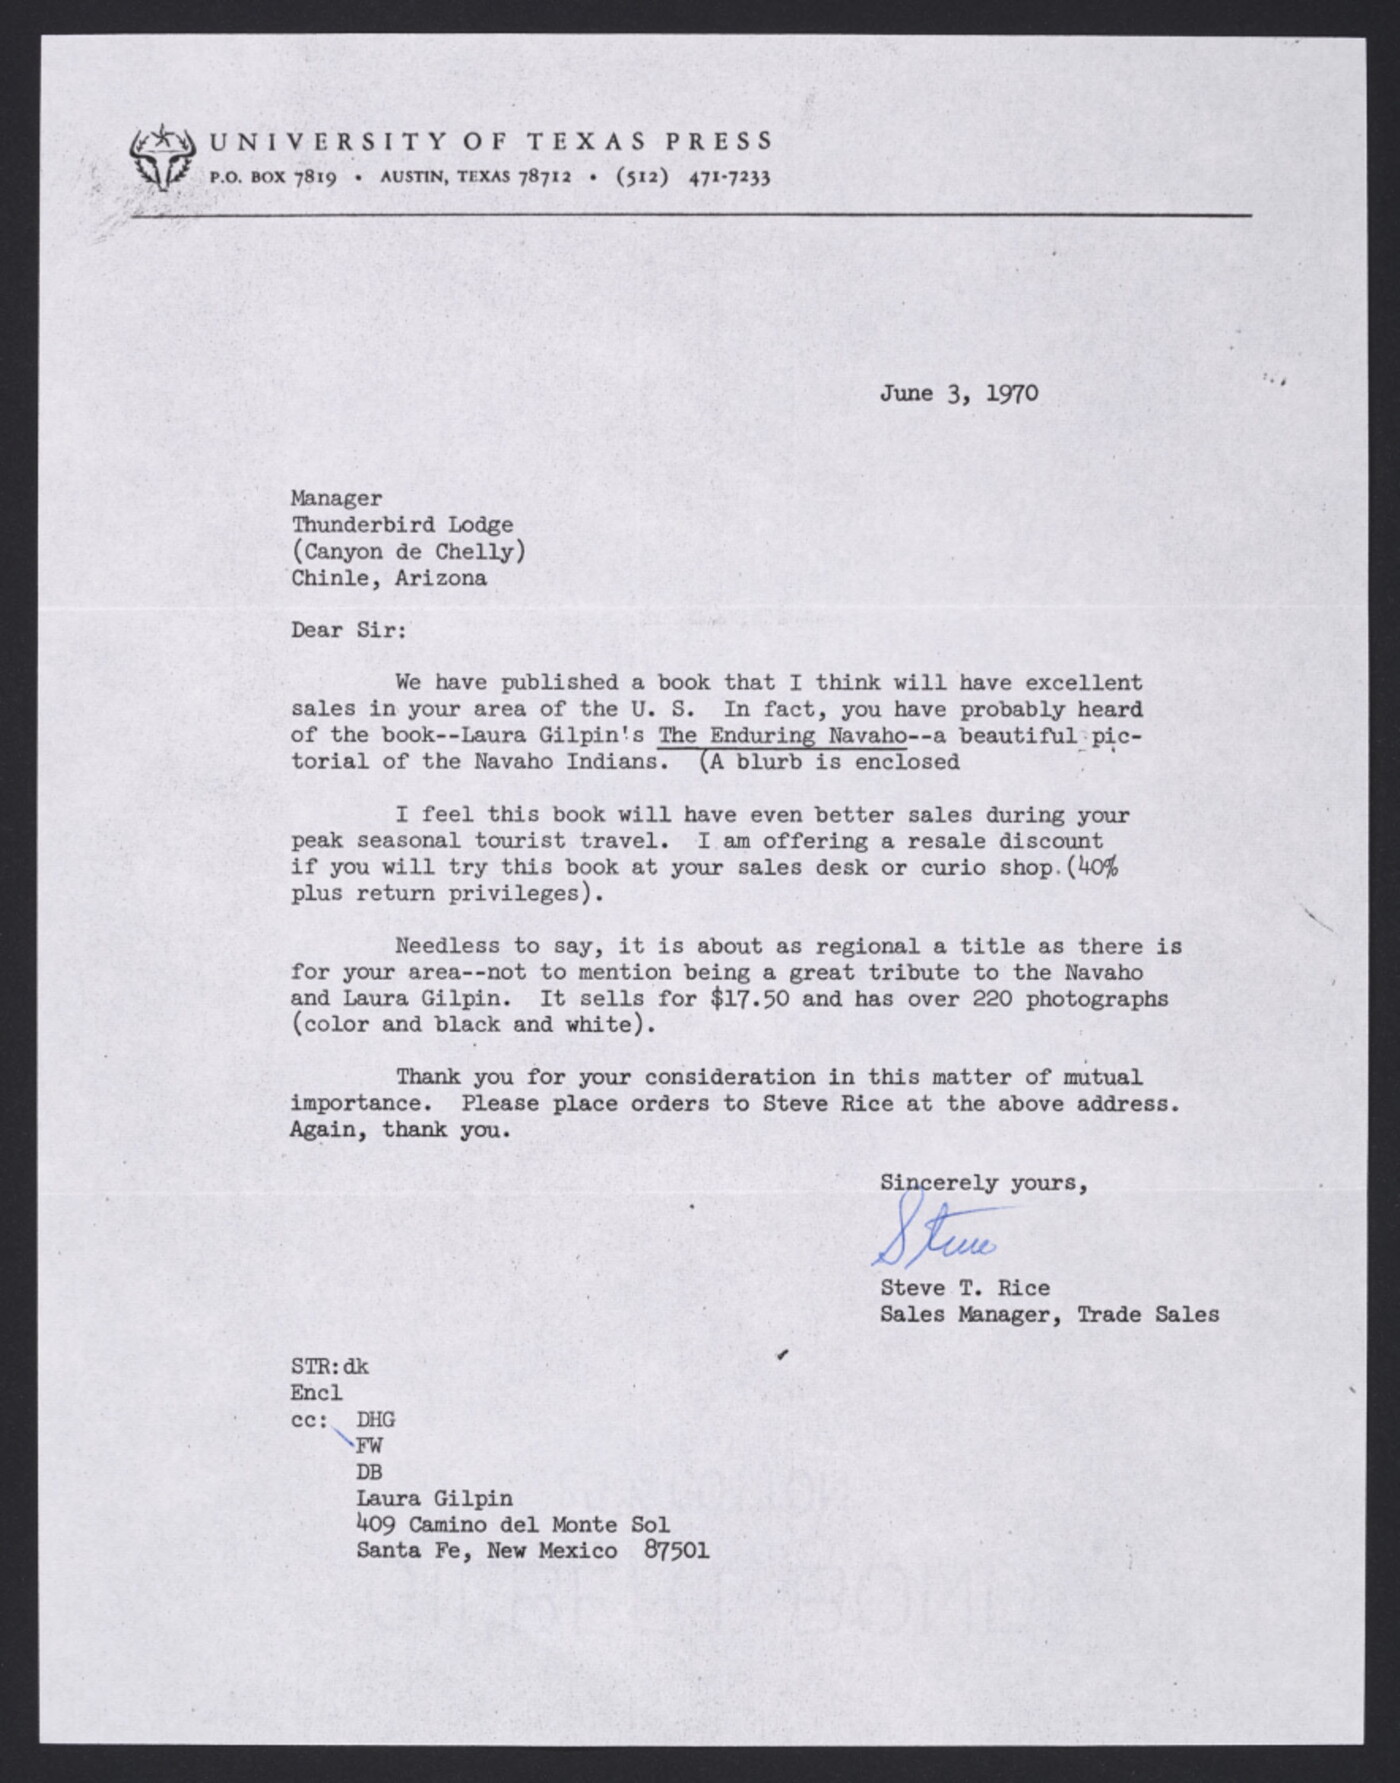 UNIVERSITY OF TEXAS PRESS
P.O. BOX 7819 • AUSTIN, TEXAS 78712 • (512) 471-7233
June 3, 1970
Manager
Thunderbird Lodge
(Canyon de Chelly)
Chinle, Arizona
Dear Sir:
We have published a book that I think will have excellent
sales in your area of the U. S. In fact, you have probably heard
of the book--Laura Gilpin's The Enduring Navaho--a beautiful pic-
torial of the Navaho Indians. (A blurb is enclosed
I feel this book will have even better sales during your
peak seasonal tourist travel. I am offering a resale discount
if you will try this book at your sales desk or curio shop.(40%
plus return privileges).
Needless to say, it is about as regional a title as there is
for your area--not to mention being a great tribute to the Navaho
and Laura Gilpin. It sells for $17.50 and has over 220 photographs
(color and black and white).
Thank you for your consideration in this matter of mutual
importance. Please place orders to Steve Rice at the above address.
Again, thank you.
Sincerely yours,
Steve
Steve T. Rice
Sales Manager, Trade Sales
STR:dk
Encl
cc: DHG
FW
DB
Laura Gilpin
409 Camino del Monte Sol
Santa Fe, New Mexico 87501